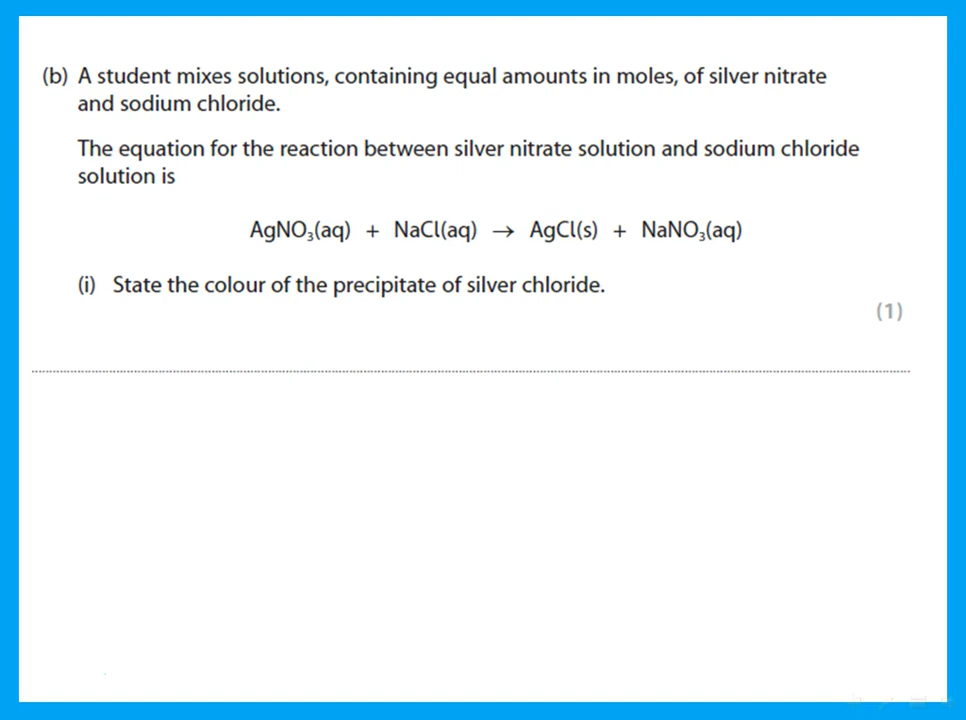 (b) A student mixes solutions, containing equal amounts in moles, of silver nitrate
and sodium chloride.
The equation for the reaction between silver nitrate solution and sodium chloride
solution is
AgNO₃(aq) + NaCl(aq) → AgCl(s) + NaNO₃(aq)
(i) State the colour of the precipitate of silver chloride.
(1)